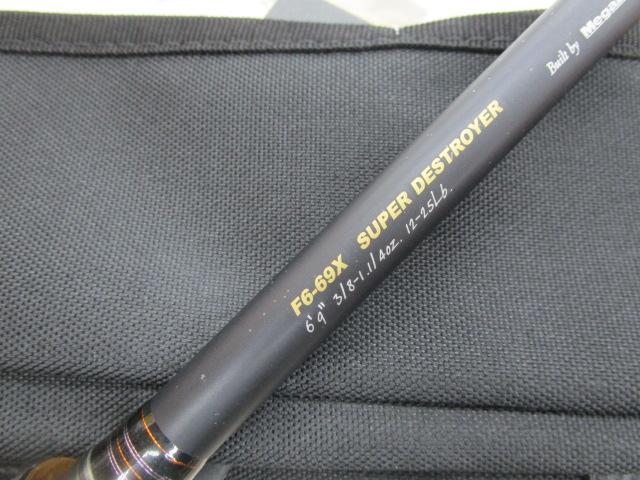 F6-69X SUPER DESTROYER
6'9" 3/8-1.1/4oz. 12-25Lb.
Built by